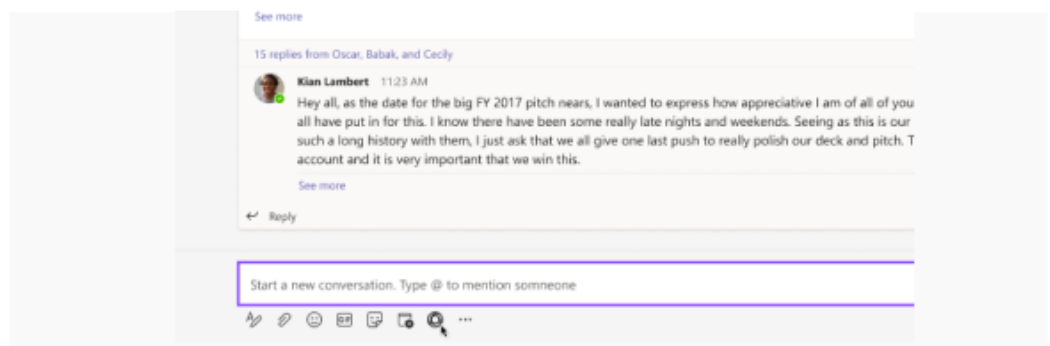 See more
15 replies from Oscar, Babak, and Cecily
Kian Lambert 11:23 AM
Hey all, as the date for the big FY 2017 pitch nears, I wanted to express how appreciative I am of all of you
all have put in for this. I know there have been some really late nights and weekends. Seeing as this is our
such a long history with them, I just ask that we all give one last push to really polish our deck and pitch. T
account and it is very important that we win this.
See more
Reply
Start a new conversation. Type @ to mention somneone
GIF